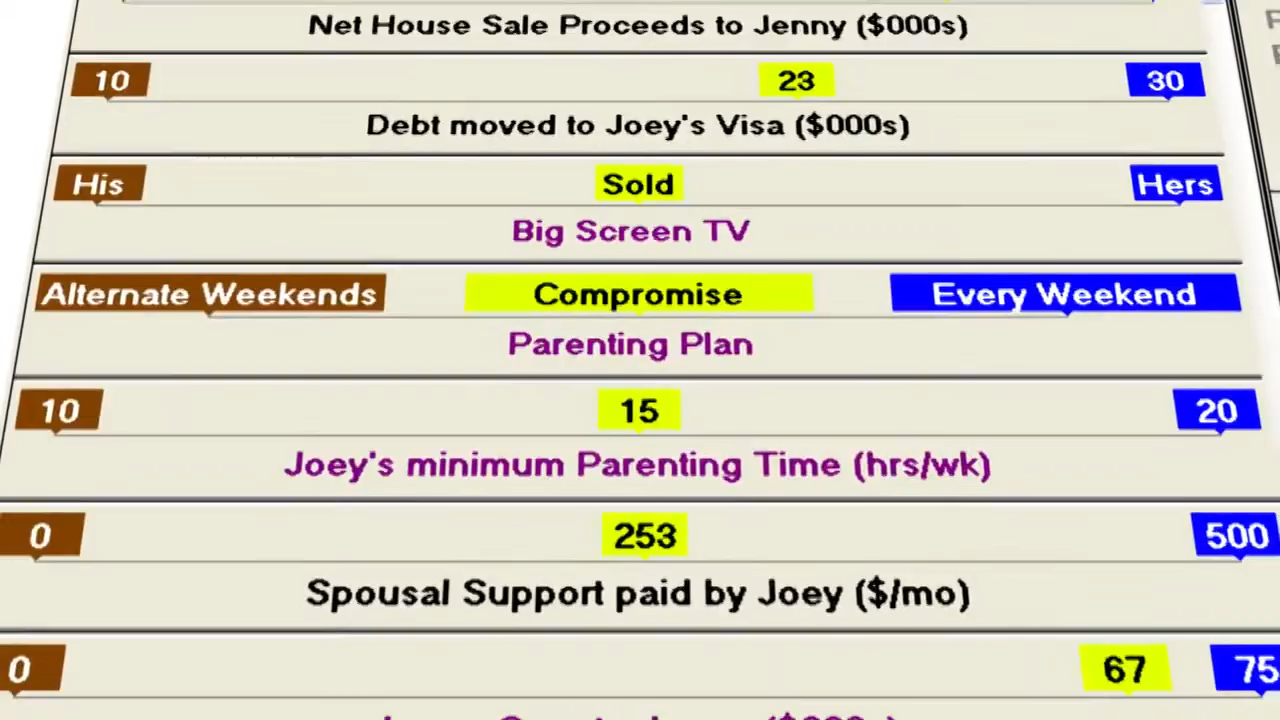 Net House Sale Proceeds to Jenny ($000s)
10 23 30
Debt moved to Joey's Visa ($000s)
His Sold Hers
Big Screen TV
Alternate Weekends Compromise Every Weekend
Parenting Plan
10 15 20
Joey's minimum Parenting Time (hrs/wk)
0 253 500
Spousal Support paid by Joey ($/mo)
0 67 75